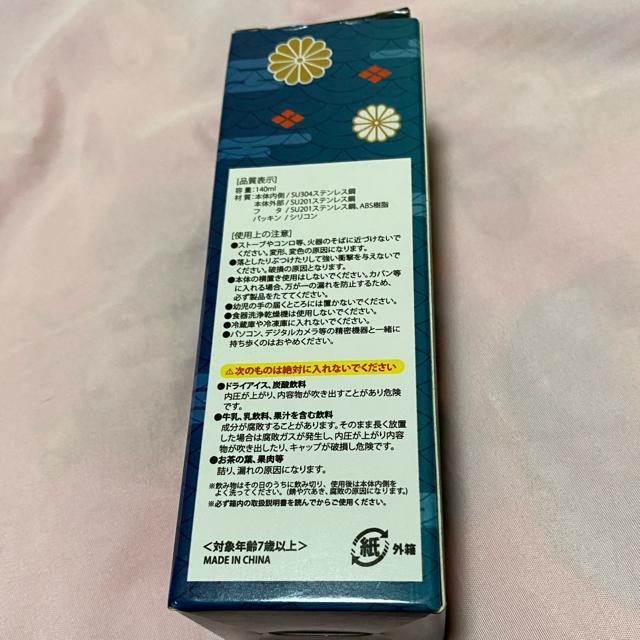 [品質表示]
容 量:140ml
材 質:本体内側/SU304ステンレス鋼
本体外部/SU201ステンレス鋼
フ タ/SU201ステンレス鋼、ABS樹脂
パッキン/シリコン
[使用上の注意]
●ストーブやコンロ等、火器のそばに近づけないで
ください。変形、変色の原因になります。
●落としたりぶつけたりして強い衝撃を与えないで
ください。破損の原因となります。
●本体の横置き使用はしないでください。カバン等
に入れる場合、万が一の漏れを防止するため、
必ず製品をたててください。
●幼児の手の届くところには置かないでください。
●食器洗浄乾燥機は使用しないでください。
●冷蔵庫や冷凍庫に入れないでください。
●パソコン、デジタルカメラ等の精密機器と一緒に
持ち歩くのはおやめください。
⚠次のものは絶対に入れないでください
●ドライアイス、炭酸飲料
内圧が上がり、内容物が吹き出すことがあり危険
です。
●牛乳、乳飲料、果汁を含む飲料
成分が腐敗することがあります。そのまま長く放置
した場合は腐敗ガスが発生し、内圧が上がり内容
物が吹き出したり、キャップが破損し危険です。
●お茶の葉、果肉等
詰り、漏れの原因になります。
※飲み物はその日のうちに飲み切り、使用後は本体内側を
よく洗ってください。(錆や穴あき、腐敗の原因になります。)
※必ず箱内の取扱説明書を読んでからご使用ください。
＜対象年齢7歳以上＞
MADE IN CHINA
紙 外箱